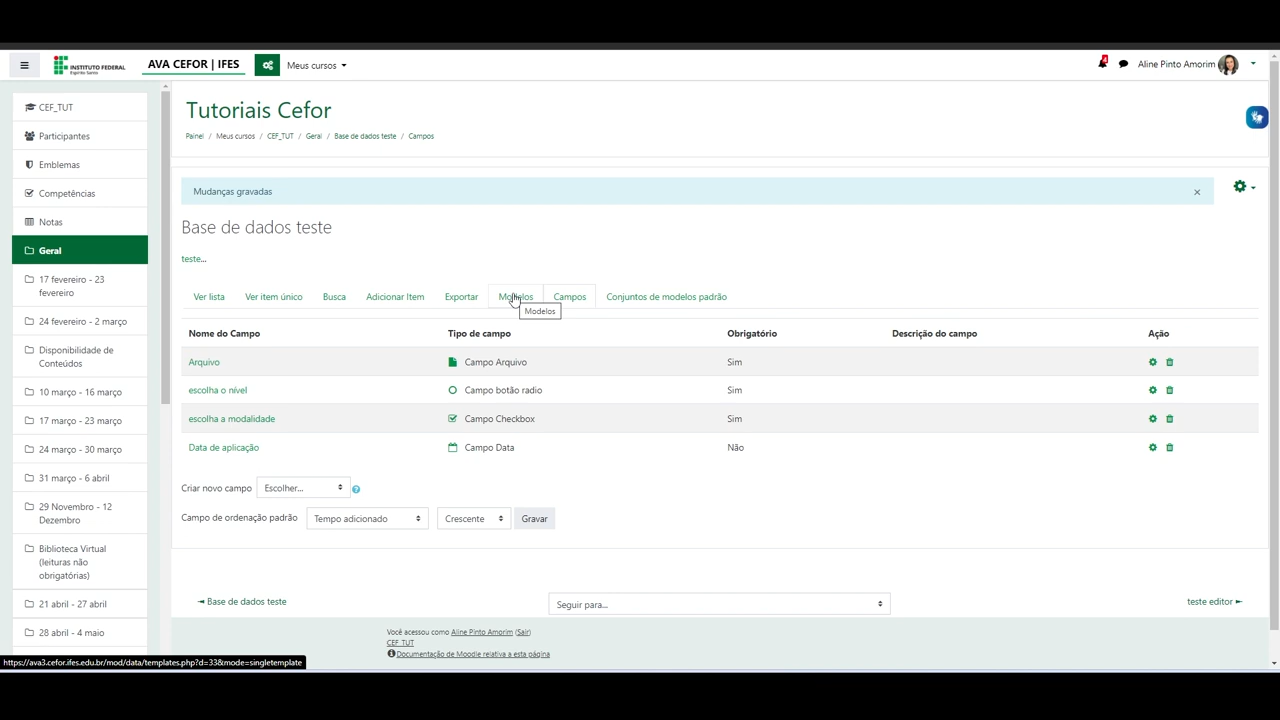 INSTITUTO FEDERAL
Espírito Santo
AVA CEFOR | IFES
Meus cursos
Aline Pinto Amorim
CEF_TUT
Participantes
Emblemas
Competências
Notas
Geral
17 fevereiro - 23
fevereiro
24 fevereiro - 2 março
Disponibilidade de
Conteúdos
10 março - 16 março
17 março - 23 março
24 março - 30 março
31 março - 6 abril
29 Novembro - 12
Dezembro
Biblioteca Virtual
(leituras não
obrigatórias)
21 abril - 27 abril
28 abril - 4 maio
Tutoriais Cefor
Painel / Meus cursos / CEF_TUT / Geral / Base de dados teste / Campos
Mudanças gravadas ×
Base de dados teste
teste...
Ver lista Ver item único Busca Adicionar Item Exportar Modelos Campos Conjuntos de modelos padrão
Modelos
Nome do Campo Tipo de campo Obrigatório Descrição do campo Ação
Arquivo Campo Arquivo Sim
escolha o nível Campo botão radio Sim
escolha a modalidade Campo Checkbox Sim
Data de aplicação Campo Data Não
Criar novo campo Escolher...
Campo de ordenação padrão Tempo adicionado Crescente Gravar
◄ Base de dados teste Seguir para... teste editor ►
Você acessou como Aline Pinto Amorim (Sair)
CEF_TUT
Documentação de Moodle relativa a esta página
https://ava3.cefor.ifes.edu.br/mod/data/templates.php?d=33&mode=singletemplate